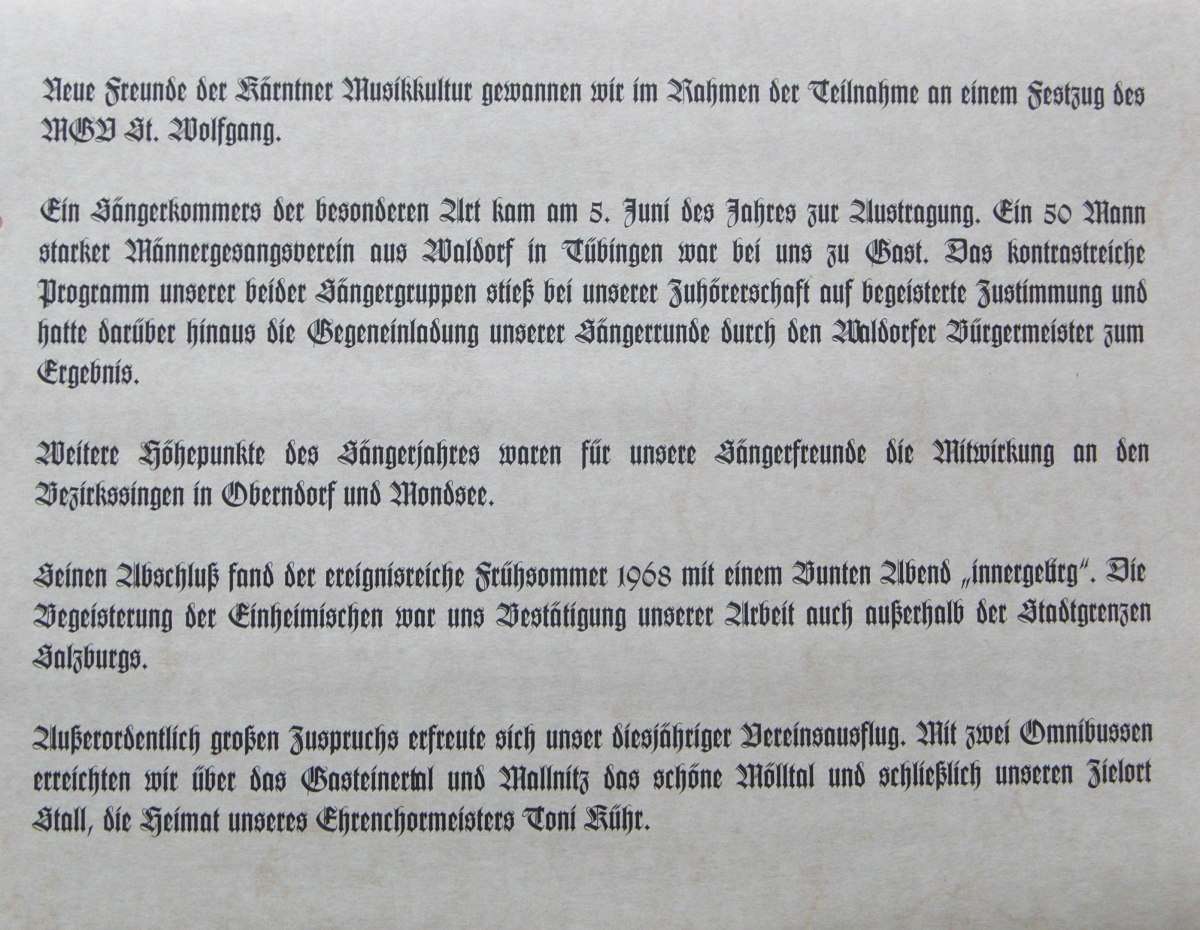 Neue Freunde der Kärntner Musikkultur gewannen wir im Rahmen der Teilnahme an einem Festzug des
MGV St. Wolfgang.
Ein Sängerkommers der besonderen Art kam am 5. Juni des Jahres zur Austragung. Ein 50 Mann
starker Männergesangsverein aus Waldorf in Tübingen war bei uns zu Gast. Das kontrastreiche
Programm unserer beider Sängergruppen stieß bei unserer Zuhörerschaft auf begeisterte Zustimmung und
hatte darüber hinaus die Gegeneinladung unserer Sängerrunde durch den Waldorfer Bürgermeister zum
Ergebnis.
Weitere Höhepunkte des Sängerjahres waren für unsere Sängerfreunde die Mitwirkung an den
Bezirkssingen in Oberndorf und Mondsee.
Seinen Abschluß fand der ereignisreiche Frühsommer 1968 mit einem Bunten Abend „innergebirg“. Die
Begeisterung der Einheimischen war uns Bestätigung unserer Arbeit auch außerhalb der Stadtgrenzen
Salzburgs.
Außerordentlich großen Zuspruchs erfreute sich unser diesjähriger Vereinsausflug. Mit zwei Omnibussen
erreichten wir über das Gasteinertal und Mallnitz das schöne Mölltal und schließlich unseren Zielort
Stall, die Heimat unseres Ehrenchormeisters Toni Kühr.